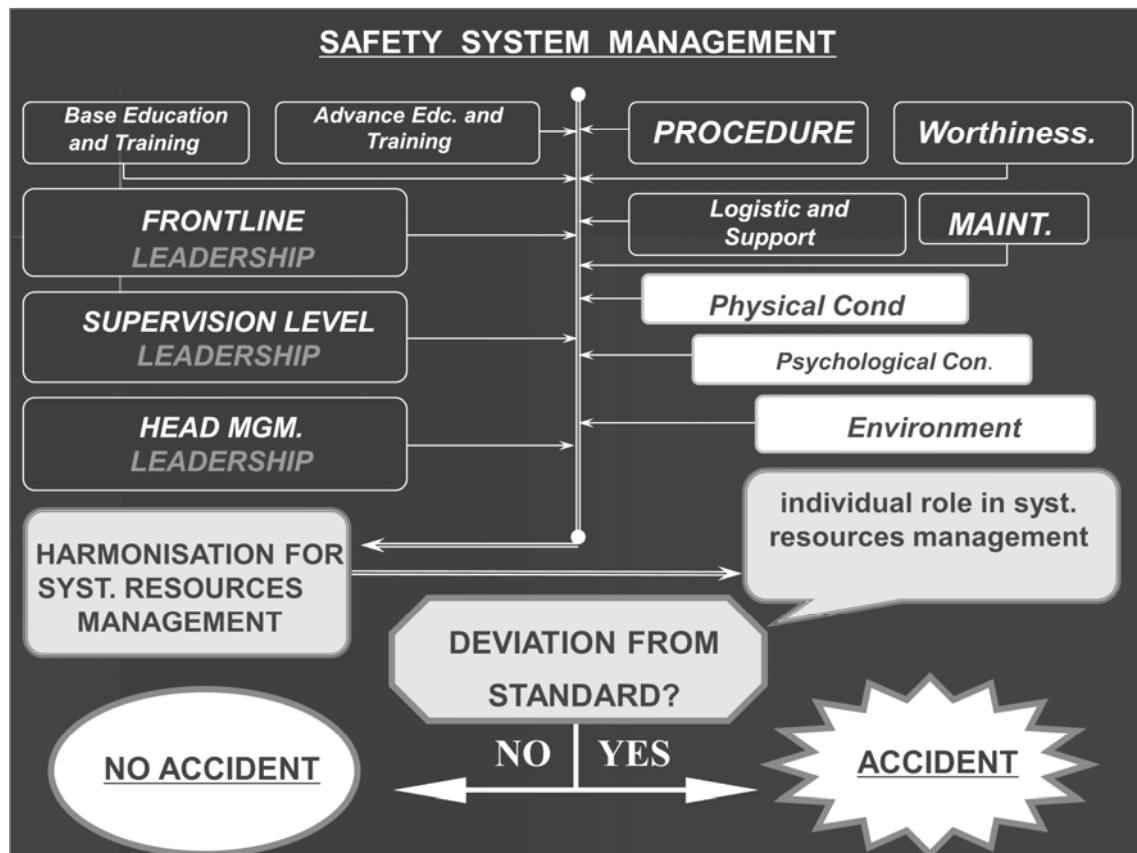 SAFETY SYSTEM MANAGEMENT
Base Education
and Training
Advance Edc. and
Training
PROCEDURE
Worthiness.
FRONTLINE
LEADERSHIP
Logistic and
Support
MAINT.
SUPERVISION LEVEL
LEADERSHIP
Physical Cond
Psychological Con.
HEAD MGM.
LEADERSHIP
Environment
individual role in syst.
resources management
HARMONISATION FOR
SYST. RESOURCES
MANAGEMENT
DEVIATION FROM
STANDARD?
NO
YES
NO ACCIDENT
ACCIDENT